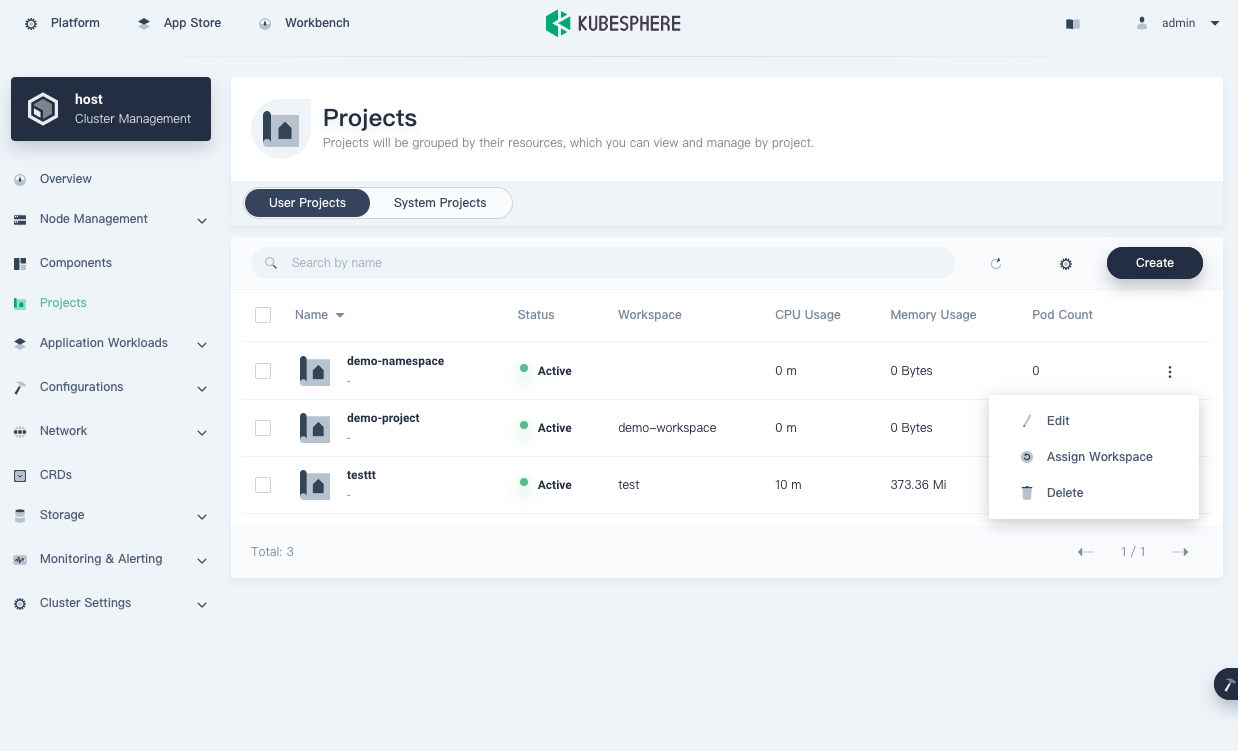 Platform
App Store
Workbench
KUBESPHERE
admin
host
Cluster Management
Overview
Node Management
Components
Projects
Application Workloads
Configurations
Network
CRDs
Storage
Monitoring & Alerting
Cluster Settings
Projects
Projects will be grouped by their resources, which you can view and manage by project.
User Projects
System Projects
Search by name
Create
Name Status Workspace CPU Usage Memory Usage Pod Count
demo-namespace Active 0 m 0 Bytes 0
-
demo-project Active demo-workspace 0 m 0 Bytes
-
testtt Active test 10 m 373.36 Mi
-
Edit
Assign Workspace
Delete
Total: 3
1 / 1